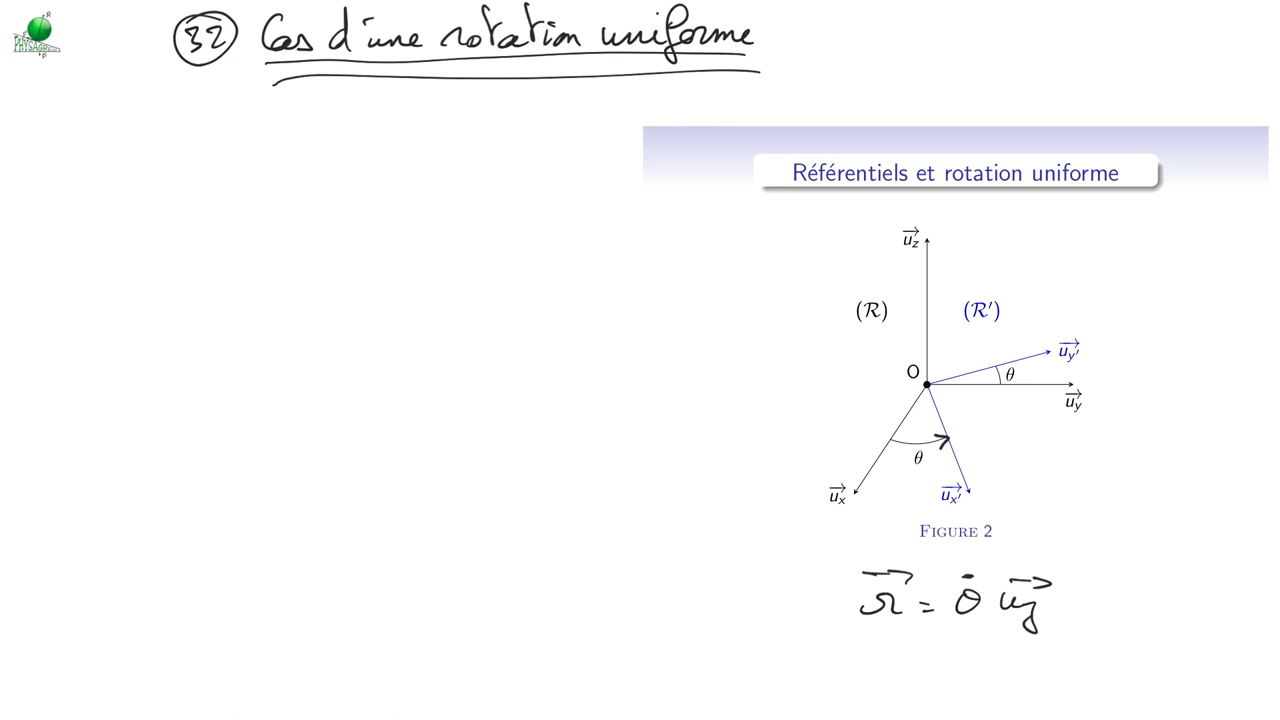 32 Cas d'une rotation uniforme
Référentiels et rotation uniforme
u_z
(R) (R')
u_y'
O θ
u_y
θ
u_x u_x'
FIGURE 2
Ω = θ̇ u_z